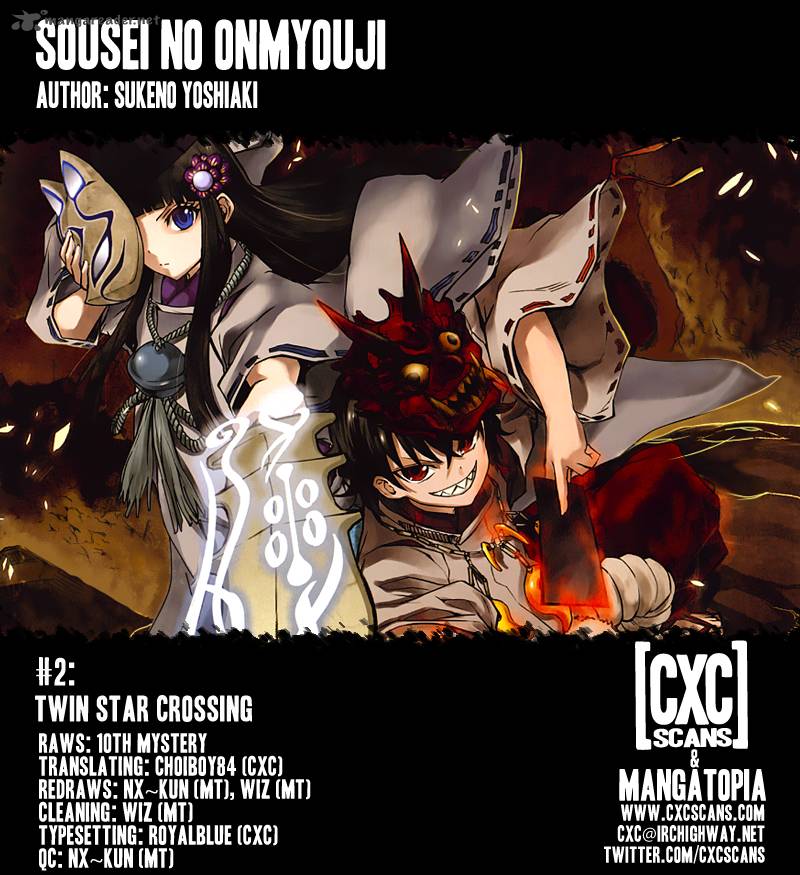 mangareader.net
SOUSEI NO ONMYOUJI
AUTHOR: SUKENO YOSHIAKI
#2:
TWIN STAR CROSSING
RAWS: 10TH MYSTERY
TRANSLATING: CHOIBOY84 (CXC)
REDRAWS: NX~KUN (MT), WIZ (MT)
CLEANING: WIZ (MT)
TYPESETTING: ROYALBLUE (CXC)
QC: NX~KUN (MT)
[CXC
SCANS]
&
MANGATOPIA
WWW.CXCSCANS.COM
CXC@IRCHIGHWAY.NET
TWITTER.COM/CXCSCANS